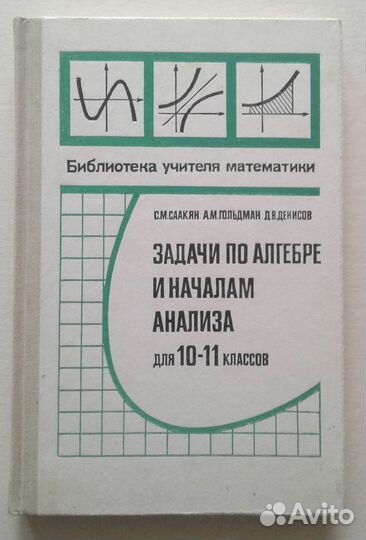 Библиотека учителя математики
С.М.СААКЯН А.М.ГОЛЬДМАН Д.В.ДЕНИСОВ
ЗАДАЧИ ПО АЛГЕБРЕ
И НАЧАЛАМ
АНАЛИЗА
ДЛЯ 10-11 КЛАССОВ
Avito